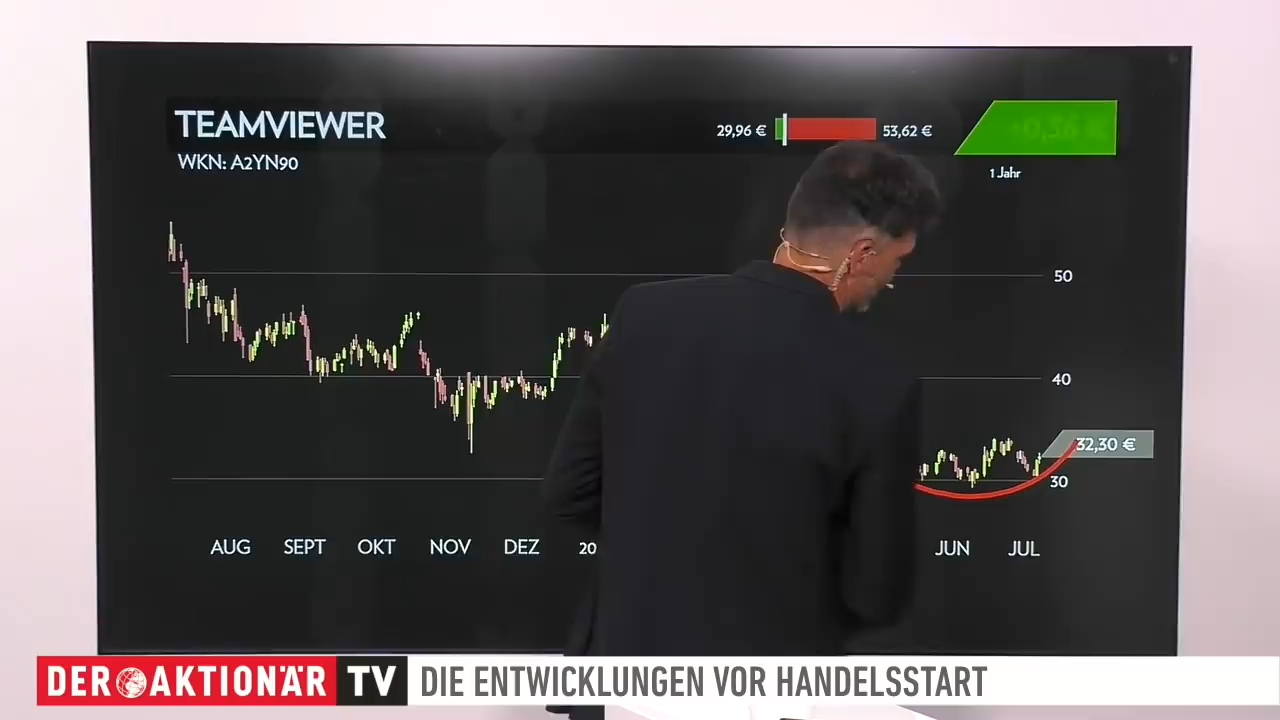 TEAMVIEWER
WKN: A2YN90
29,96 €
53,62 €
1 Jahr
50
40
32,30 €
30
AUG SEPT OKT NOV DEZ 20 JUN JUL
DER AKTIONÄR TV DIE ENTWICKLUNGEN VOR HANDELSSTART